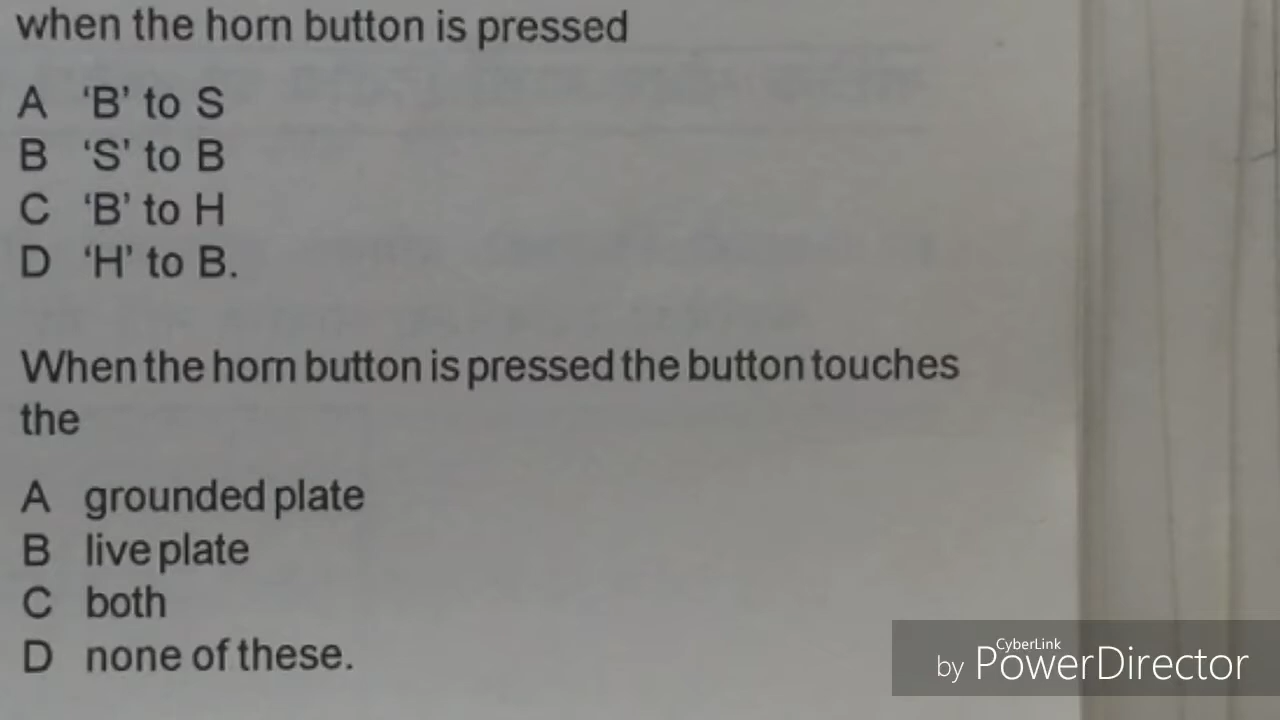 when the horn button is pressed
A 'B' to S
B 'S' to B
C 'B' to H
D 'H' to B.
When the horn button is pressed the button touches
the
A grounded plate
B live plate
C both
D none of these.
CyberLink
by PowerDirector